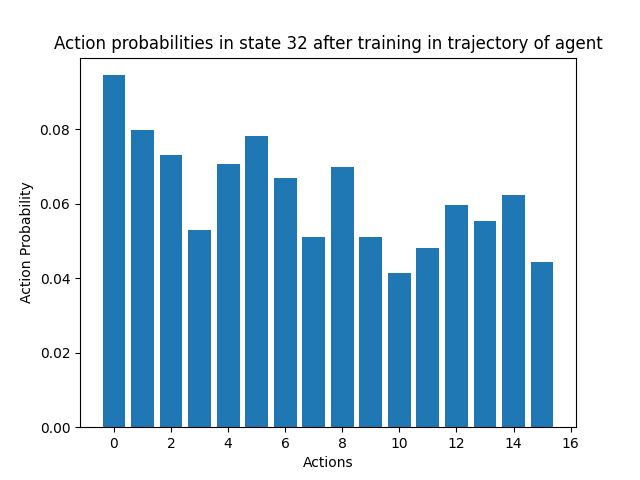 Action probabilities in state 32 after training in trajectory of agent
0.08
0.06
0.04
0.02
0.00
Action Probability
0 2 4 6 8 10 12 14 16
Actions